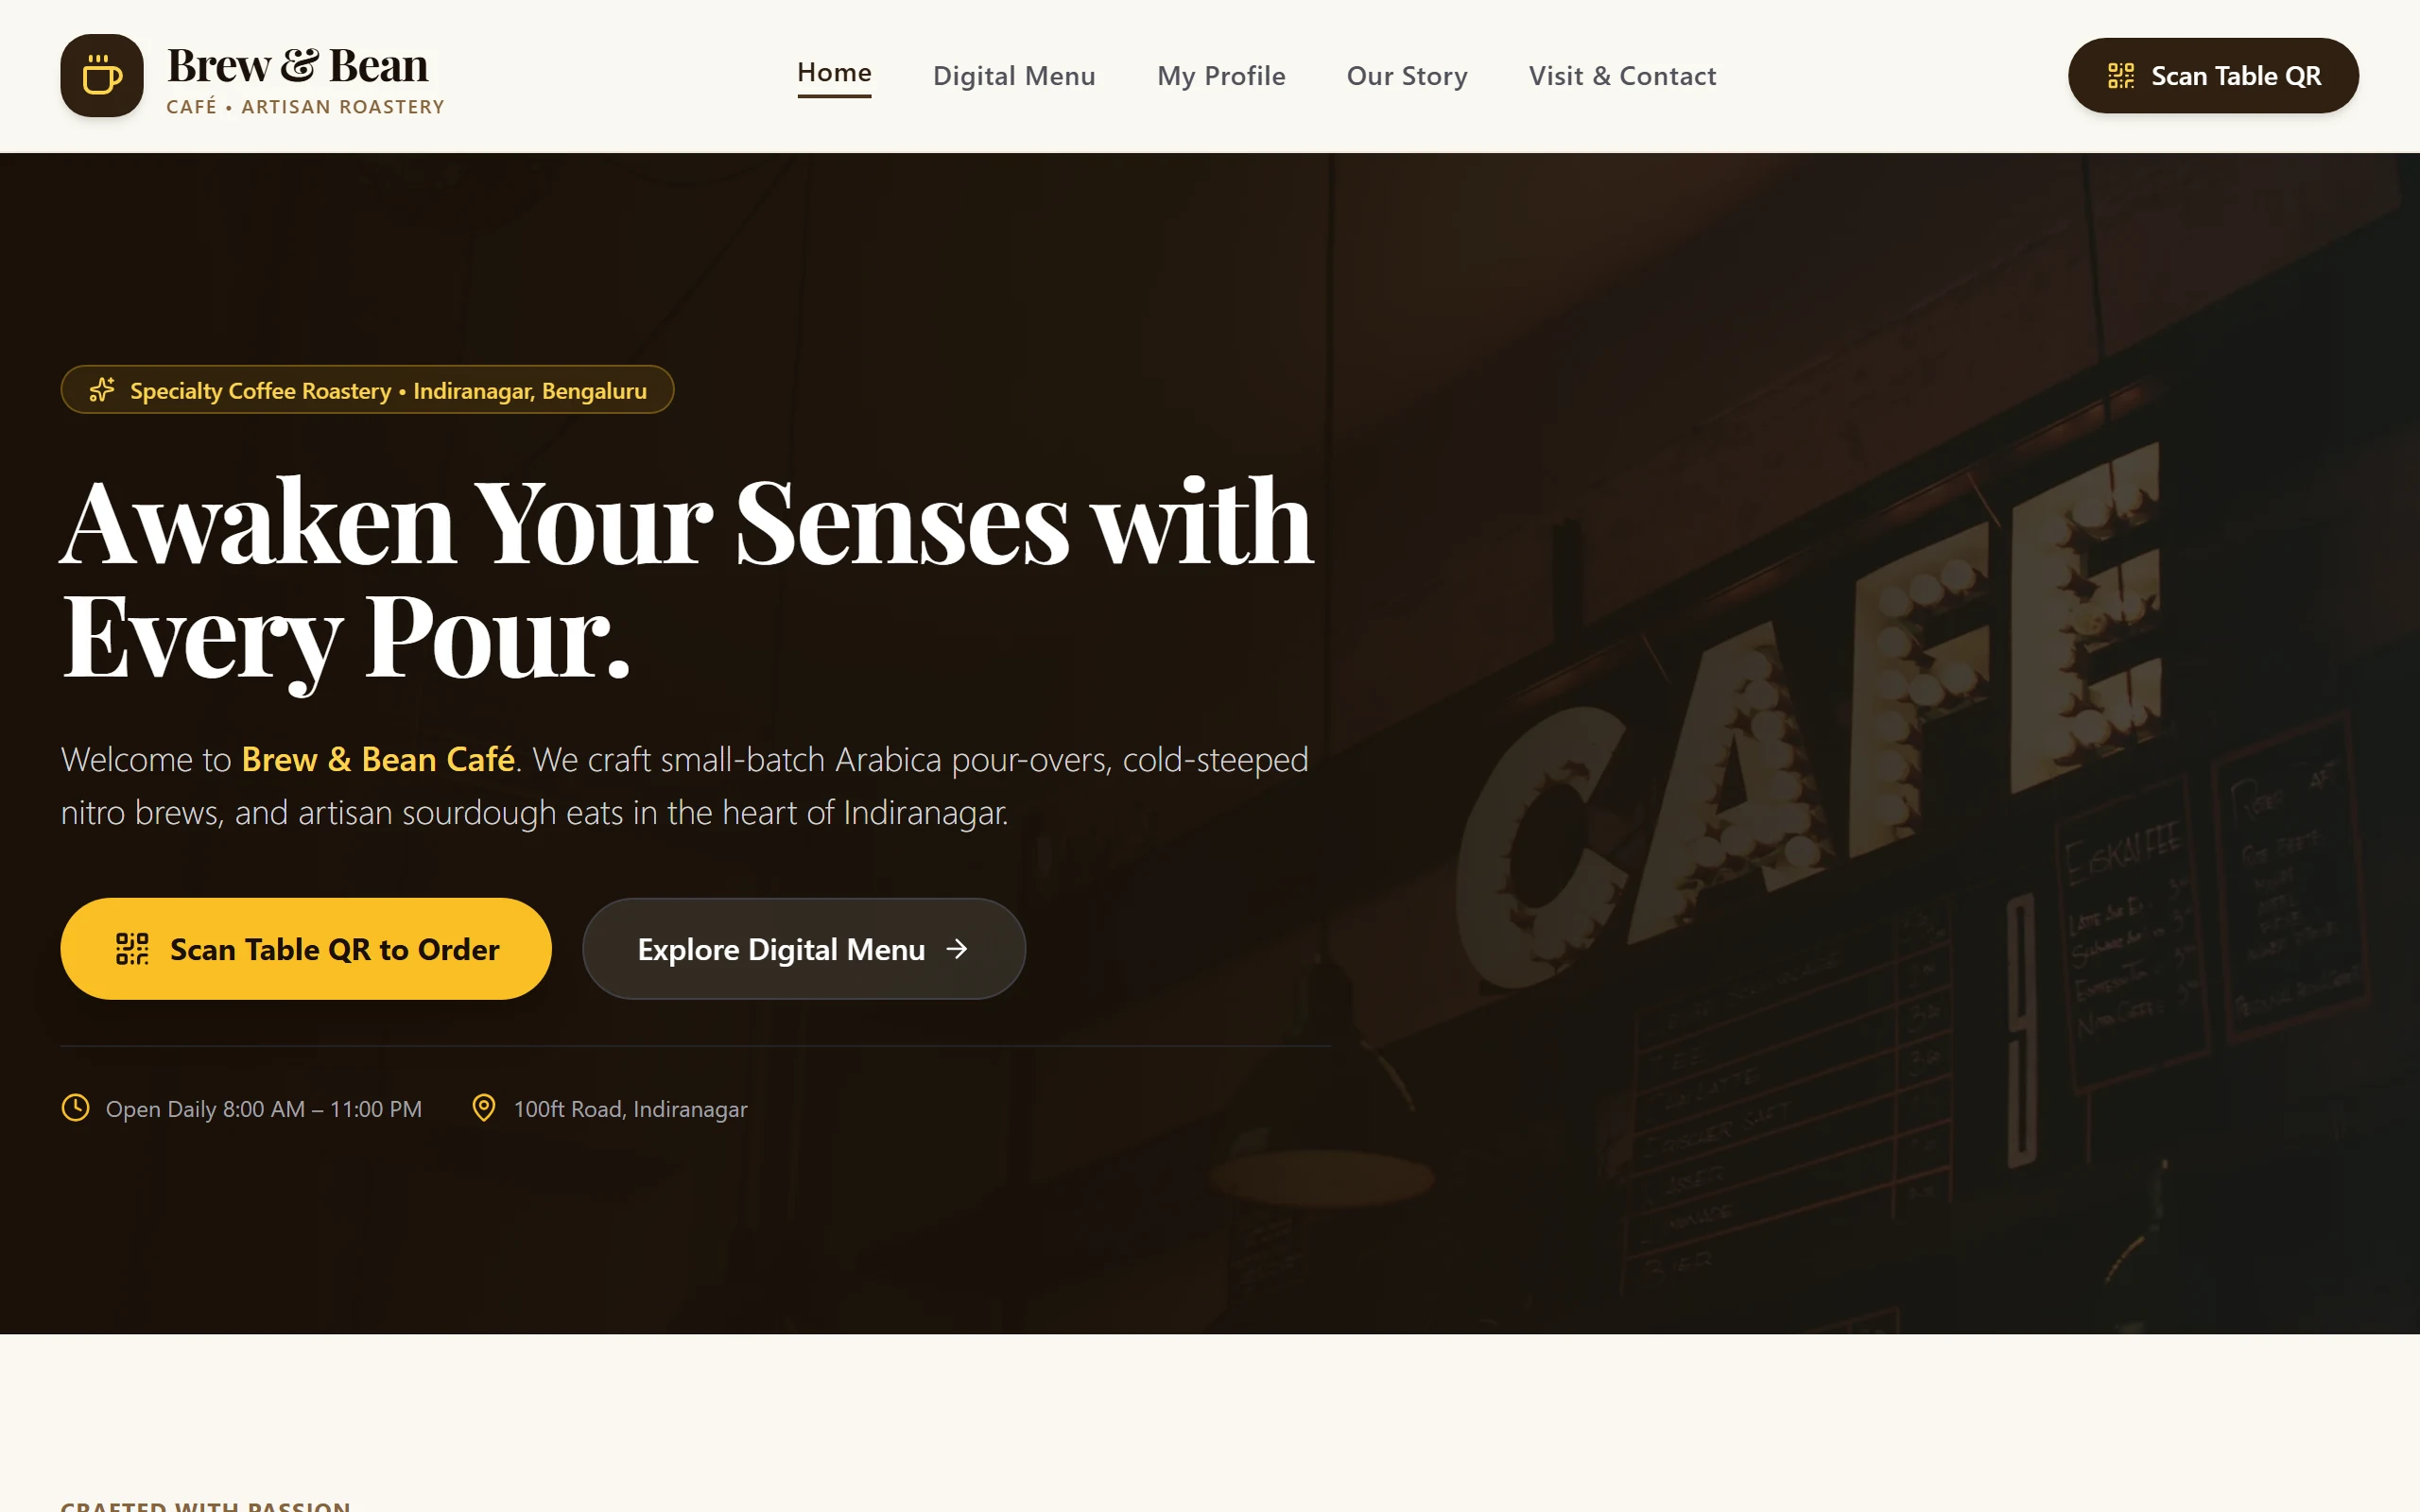 Brew & Bean
CAFÉ • ARTISAN ROASTERY
Home
Digital Menu
My Profile
Our Story
Visit & Contact
Scan Table QR
Specialty Coffee Roastery • Indiranagar, Bengaluru
Awaken Your Senses with
Every Pour.
Welcome to Brew & Bean Café. We craft small-batch Arabica pour-overs, cold-steeped
nitro brews, and artisan sourdough eats in the heart of Indiranagar.
Scan Table QR to Order
Explore Digital Menu
Open Daily 8:00 AM – 11:00 PM
100ft Road, Indiranagar
CAFE
EISKAFFEE
CRAFTED WITH PASSION